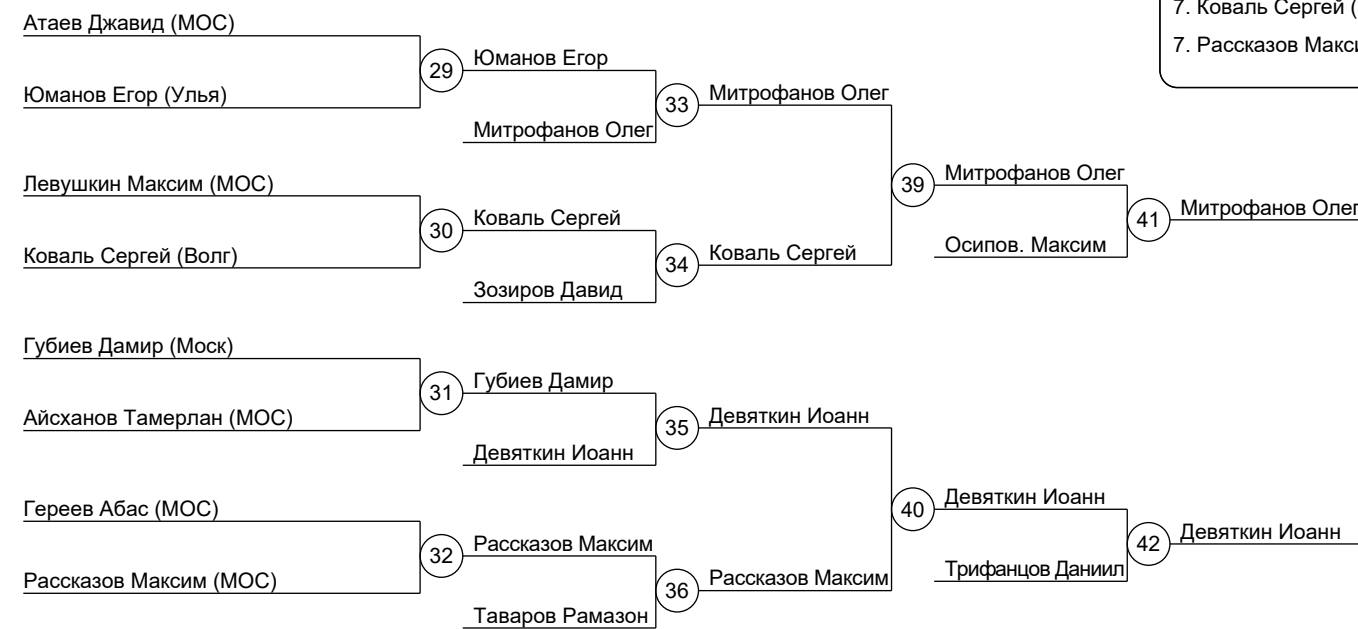 7. Коваль Сергей (
7. Рассказов
Атаев Джавид (МОС)
29
Юманов Егор
Юманов Егор (Улья)
33
Митрофанов Олег
Митрофанов Олег
Левушкин Максим (МОС)
39
Митрофанов Олег
30
Коваль Сергей
41
Митрофанов Олег
Коваль Сергей (Волг)
34
Коваль Сергей
Осипов. Максим
Зозиров Давид
Губиев Дамир (Моск)
31
Губиев Дамир
Айсханов Тамерлан (МОС)
35
Девяткин Иоанн
Девяткин Иоанн
Гереев Абас (МОС)
40
Девяткин Иоанн
32
Рассказов Максим
42
Девяткин Иоанн
Рассказов Максим (МОС)
36
Рассказов Максим
Трифанцов Даниил
Таваров Рамазон